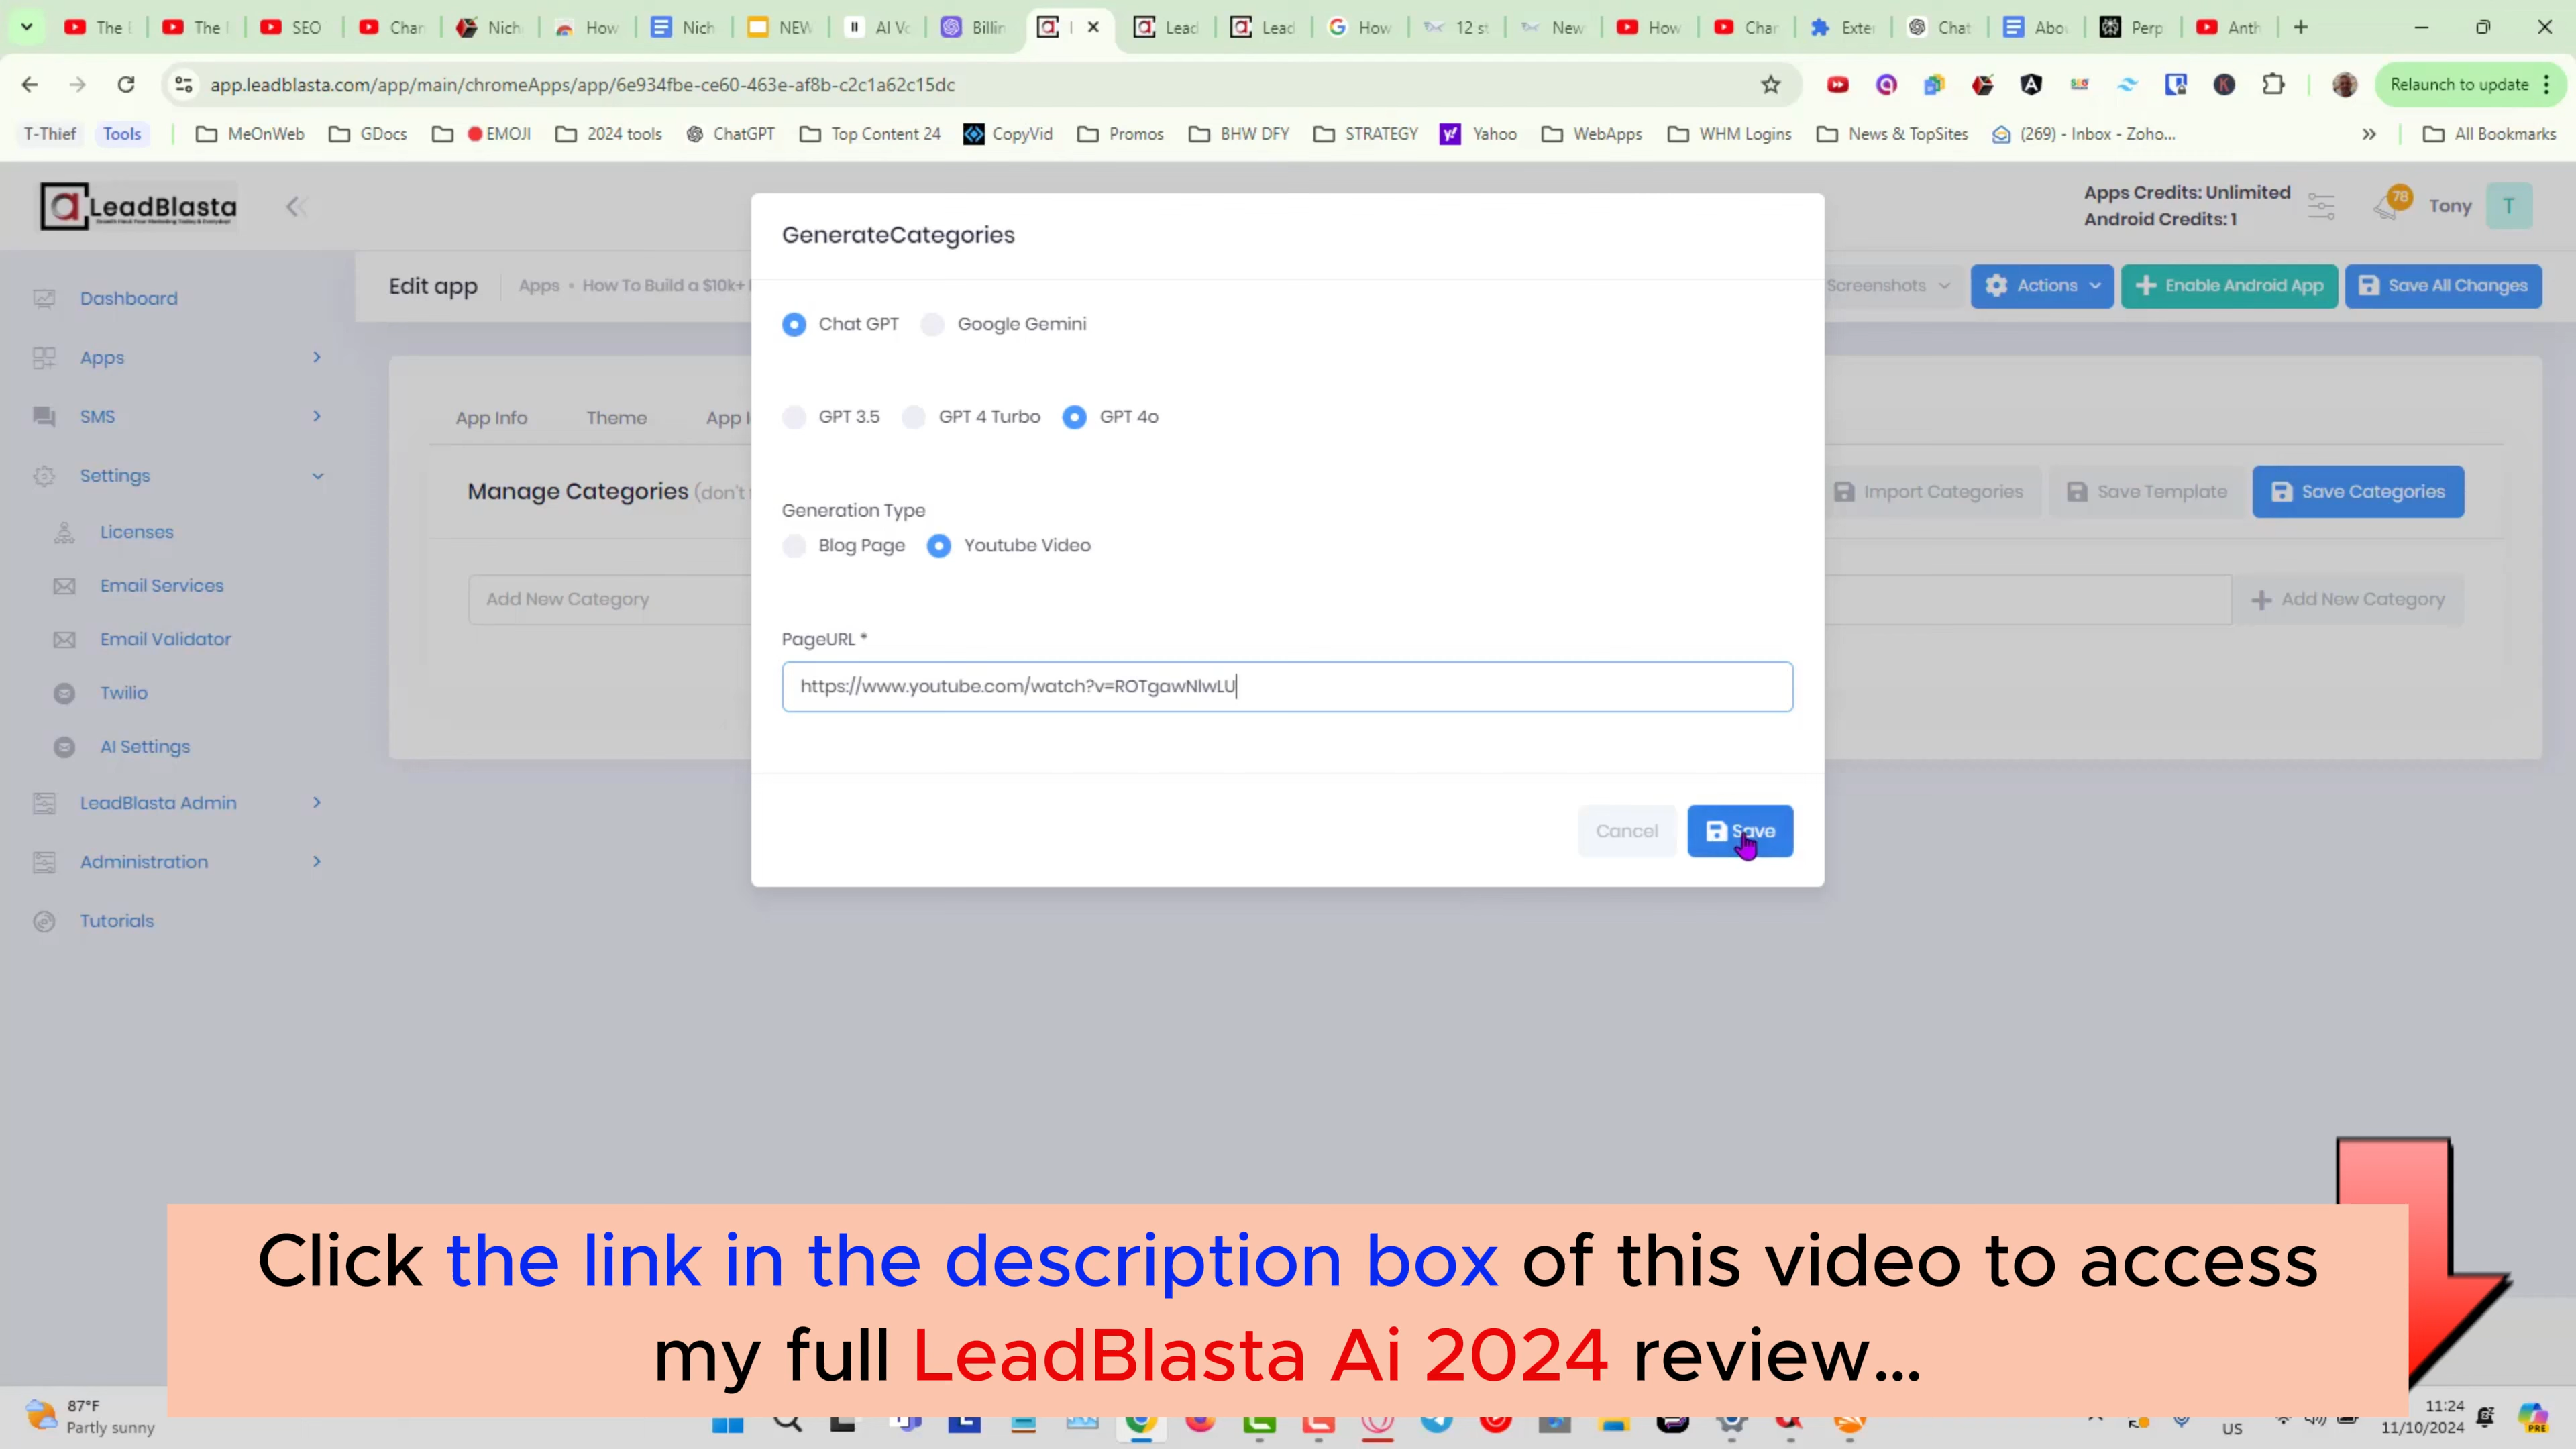 The
The
SEO
Chan
Nich
How
Nich
NEW
AI Vo
Billin
Lead
Lead
How
12 st
New
How
Chan
Exter
Chat
Abo
Perp
Anth
app.leadblasta.com/app/main/chromeApps/app/6e934fbe-ce60-463e-af8b-c2c1a62c15dc
Relaunch to update
T-Thief Tools MeOnWeb GDocs EMOJI 2024 tools ChatGPT Top Content 24 CopyVid Promos BHW DFY STRATEGY Yahoo WebApps WHM Logins News & TopSites (269) - Inbox - Zoho... » All Bookmarks
LeadBlasta
Apps Credits: Unlimited
Android Credits: 1
78
Tony
T
Dashboard
Apps
SMS
Settings
Licenses
Email Services
Email Validator
Twilio
AI Settings
LeadBlasta Admin
Administration
Tutorials
Edit app Apps • How To Build a $10k+
Screenshots Actions + Enable Android App Save All Changes
App Info Theme App I
Manage Categories (don't
Import Categories Save Template Save Categories
Add New Category
+ Add New Category
GenerateCategories
Chat GPT Google Gemini
GPT 3.5 GPT 4 Turbo GPT 4o
Generation Type
Blog Page Youtube Video
PageURL *
https://www.youtube.com/watch?v=ROTgawNlwLU
Cancel Save
Click the link in the description box of this video to access
my full LeadBlasta Ai 2024 review...
87°F
Partly sunny
US
11:24
11/10/2024
PRE